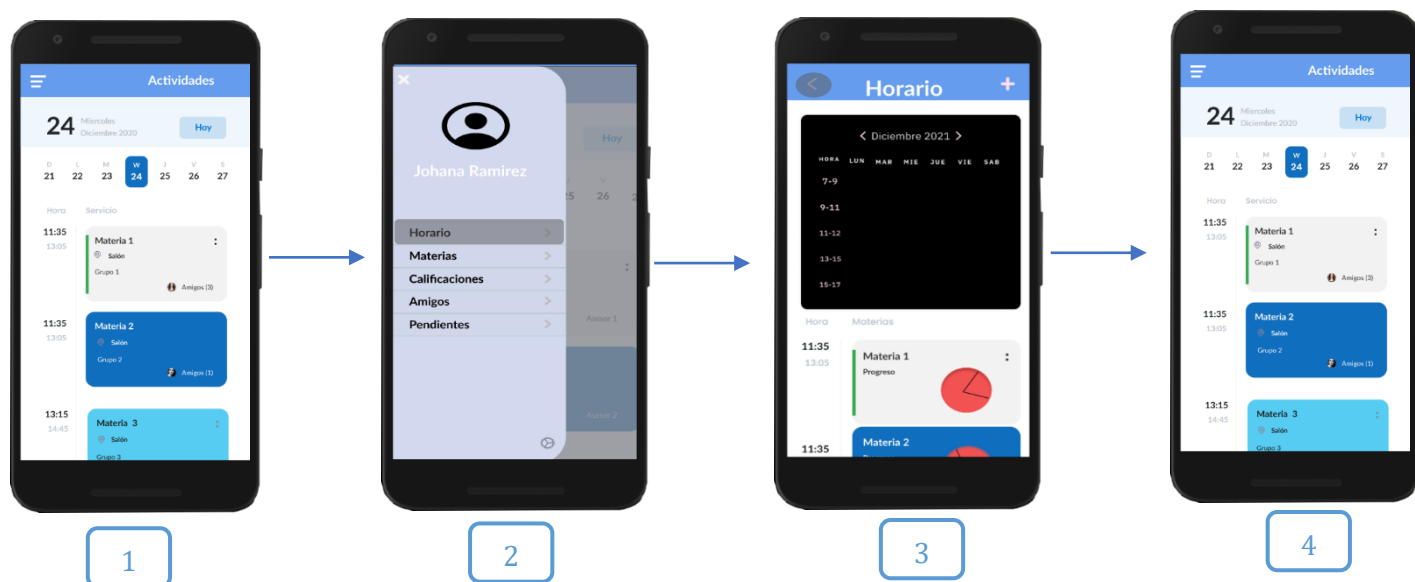 Actividades
24
Miercoles
Diciembre 2020
Hoy
D L M W J V S
21 22 23 24 25 26 27
Hora Servicio
11:35
13:05
Materia 1
Salón
Grupo 1
Amigos (3)
11:35
13:05
Materia 2
Salón
Grupo 2
Amigos (1)
13:15
14:45
Materia 3
Salón
Grupo 3
1
Johana Ramirez
Horario
Materias
Calificaciones
Amigos
Pendientes
Hoy
V
25 26 2
Asesor 1
Asesor 2
2
Horario
Diciembre 2021
HORA LUN MAR MIE JUE VIE SAB
7-9
9-11
11-12
13-15
15-17
Hora Materias
11:35
13:05
Materia 1
Progreso
11:35
Materia 2
3
Actividades
24
Miercoles
Diciembre 2020
Hoy
D L M W J V S
21 22 23 24 25 26 27
Hora Servicio
11:35
13:05
Materia 1
Salón
Grupo 1
Amigos (3)
11:35
13:05
Materia 2
Salón
Grupo 2
Amigos (1)
13:15
14:45
Materia 3
Salón
Grupo 3
4